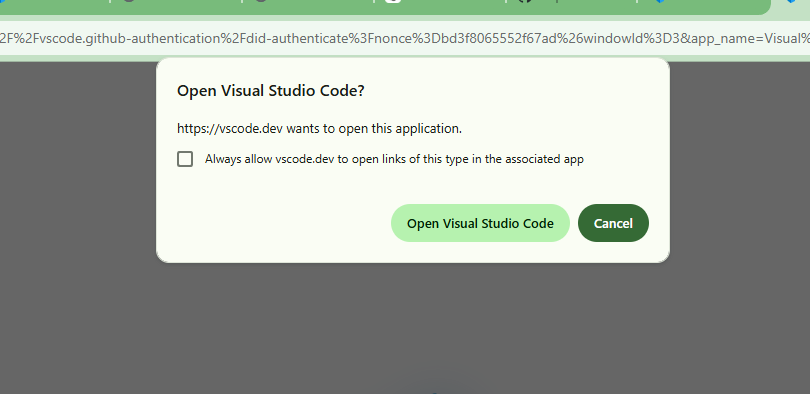 2F%2Fvscode.github-authentication%2Fdid-authenticate%3Fnonce%3Dbd3f8065552f67ad%26windowId%3D3&app_name=Visual%
Open Visual Studio Code?
https://vscode.dev wants to open this application.
Always allow vscode.dev to open links of this type in the associated app
Open Visual Studio Code
Cancel